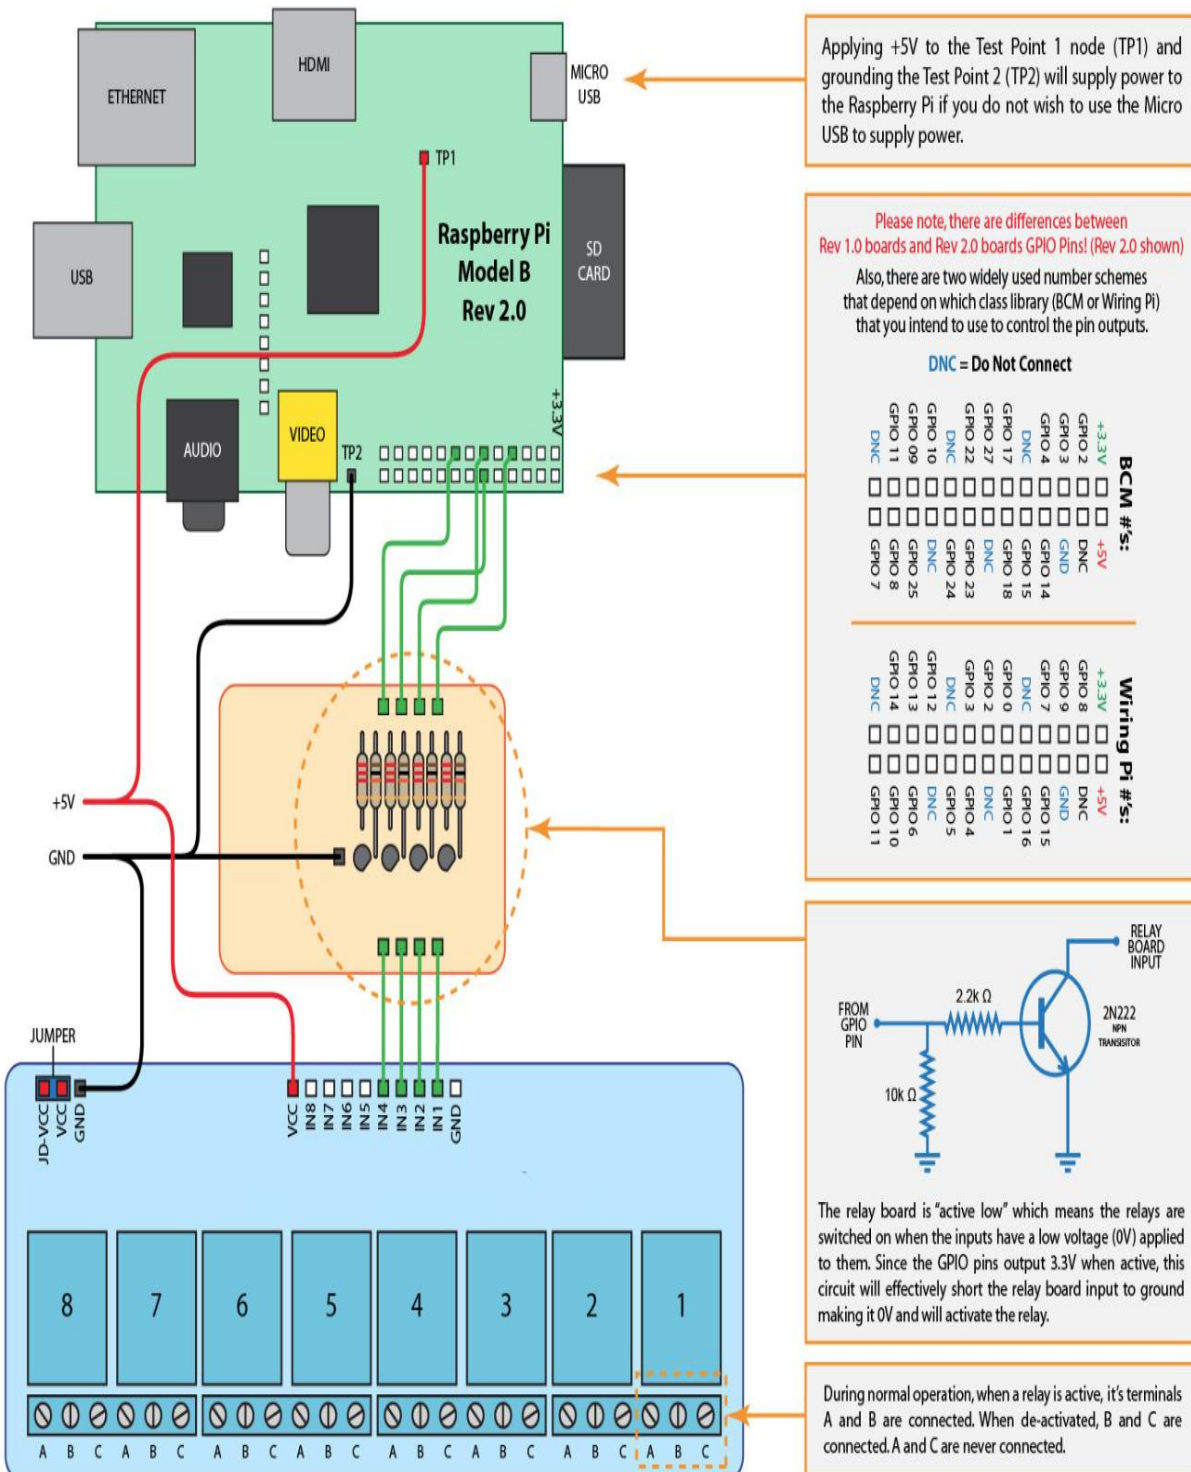 ETHERNET
HDMI
MICRO
USB
TP1
Raspberry Pi
Model B
Rev 2.0
SD
CARD
USB
AUDIO
VIDEO
TP2
+3.3V
+5V
GND
JUMPER
JD-VCC
VCC
GND
VCC
IN8
IN7
IN6
IN5
IN4
IN3
IN2
IN1
GND
8 7 6 5 4 3 2 1
A B C A B C A B C A B C A B C A B C A B C A B C
Applying +5V to the Test Point 1 node (TP1) and
grounding the Test Point 2 (TP2) will supply power to
the Raspberry Pi if you do not wish to use the Micro
USB to supply power.
Please note, there are differences between
Rev 1.0 boards and Rev 2.0 boards GPIO Pins! (Rev 2.0 shown)
Also, there are two widely used number schemes
that depend on which class library (BCM or Wiring Pi)
that you intend to use to control the pin outputs.
DNC = Do Not Connect
BCM #'s:
+3.3V +5V
GPIO 2 DNC
GPIO 3 GND
GPIO 4 GPIO 14
DNC GPIO 15
GPIO 17 GPIO 18
GPIO 27 DNC
GPIO 22 GPIO 23
DNC GPIO 24
GPIO 10 DNC
GPIO 09 GPIO 25
GPIO 11 GPIO 8
DNC GPIO 7
Wiring Pi #'s:
+3.3V +5V
GPIO 8 DNC
GPIO 9 GND
GPIO 7 GPIO 15
DNC GPIO 16
GPIO 0 GPIO 1
GPIO 2 DNC
GPIO 3 GPIO 4
DNC GPIO 5
GPIO 12 DNC
GPIO 13 GPIO 6
GPIO 14 GPIO 10
DNC GPIO 11
RELAY
BOARD
INPUT
FROM
GPIO
PIN
2.2k Ω
2N222
NPN
TRANSISITOR
10k Ω
The relay board is "active low" which means the relays are
switched on when the inputs have a low voltage (0V) applied
to them. Since the GPIO pins output 3.3V when active, this
circuit will effectively short the relay board input to ground
making it 0V and will activate the relay.
During normal operation, when a relay is active, it's terminals
A and B are connected. When de-activated, B and C are
connected. A and C are never connected.